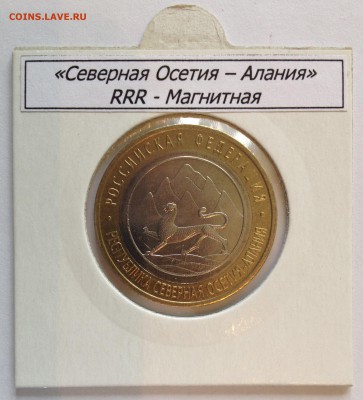 COINS.LAVE.RU
«Северная Осетия – Алания»
RRR - Магнитная
РОССИЙСКАЯ ФЕДЕРАЦИЯ
РЕСПУБЛИКА СЕВЕРНАЯ ОСЕТИЯ-АЛАНИЯ